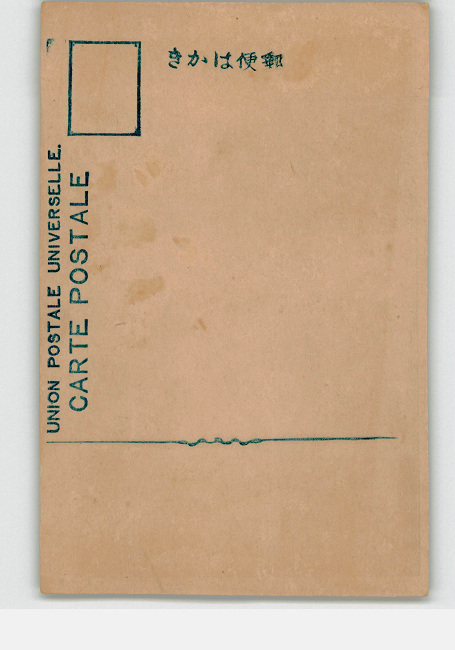 きかは便郵
UNION POSTALE UNIVERSELLE.
CARTE POSTALE